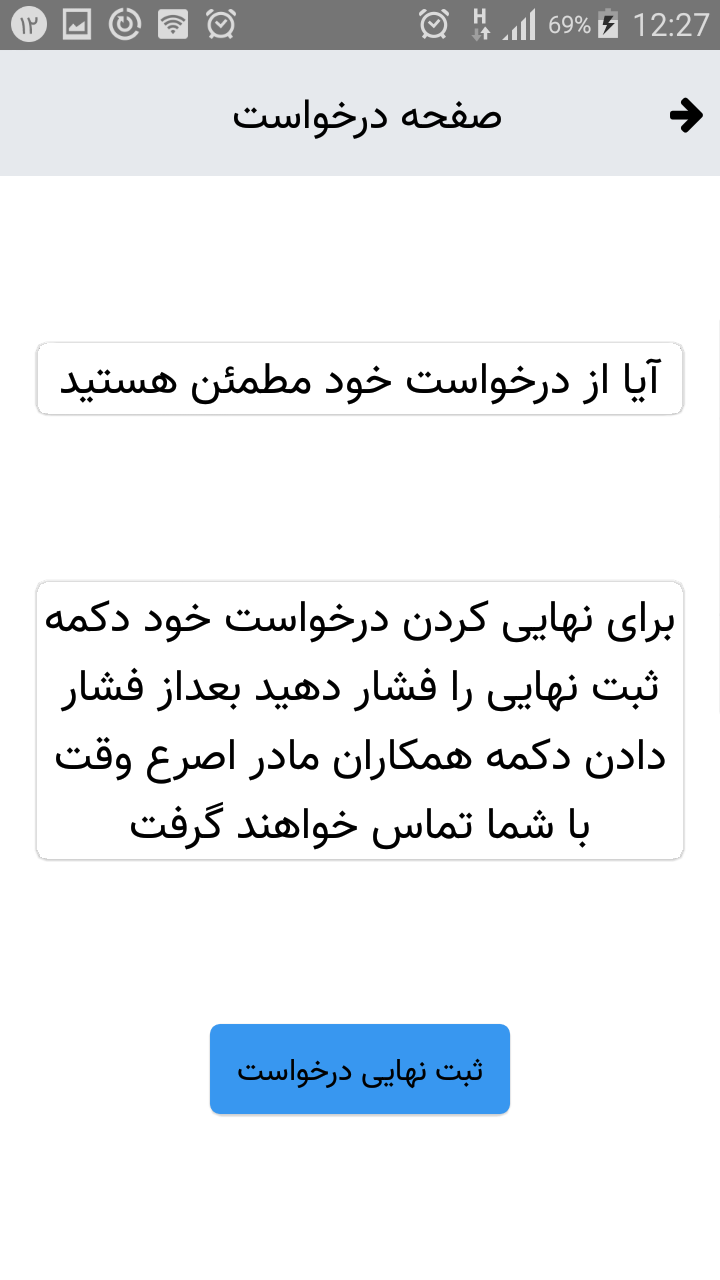 ۱۲ 69% 12:27
صفحه درخواست
آیا از درخواست خود مطمئن هستید
برای نهایی کردن درخواست خود دکمه
ثبت نهایی را فشار دهید بعداز فشار
دادن دکمه همکاران مادر اصرع وقت
با شما تماس خواهند گرفت
ثبت نهایی درخواست